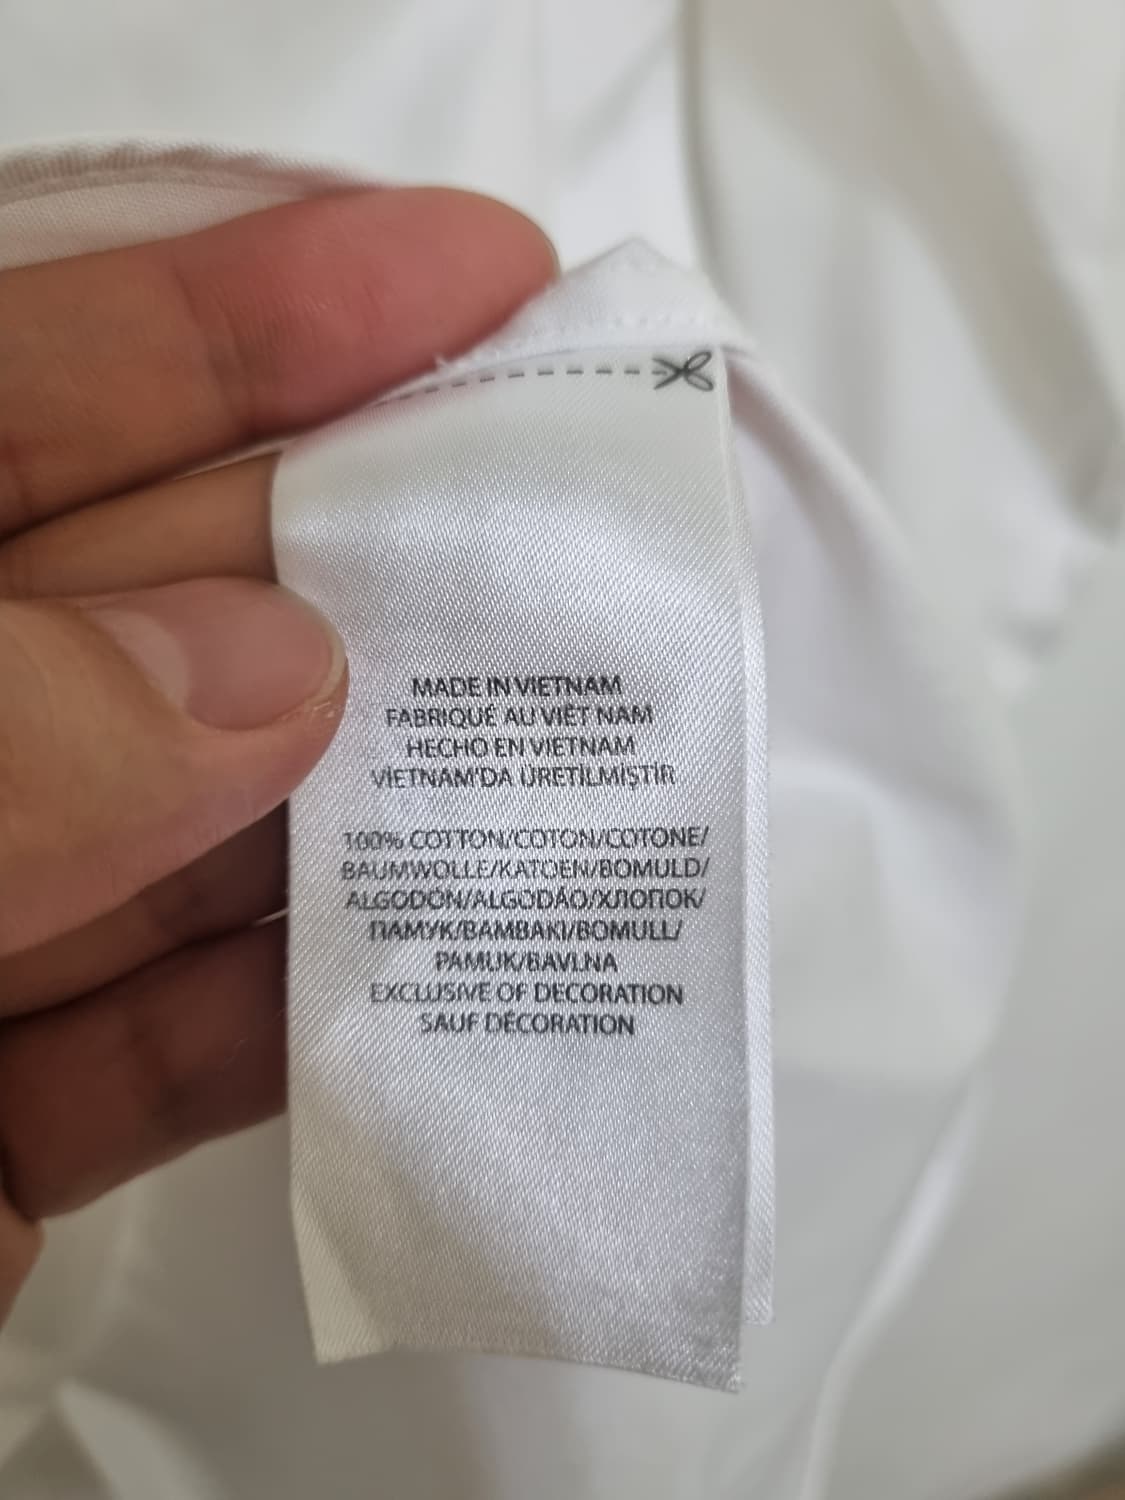 MADE IN VIETNAM
FABRIQUÉ AU VIÊT NAM
HECHO EN VIETNAM
VİETNAM'DA ÜRETİLMİŞTİR
100% COTTON/COTON/COTONE/
BAUMWOLLE/KATOEN/BOMULD/
ALGODON/ALGODÃO/ХЛОПОК/
ПАМУК/BAMBAKI/BOMULL/
PAMUK/BAVLNA
EXCLUSIVE OF DECORATION
SAUF DÉCORATION